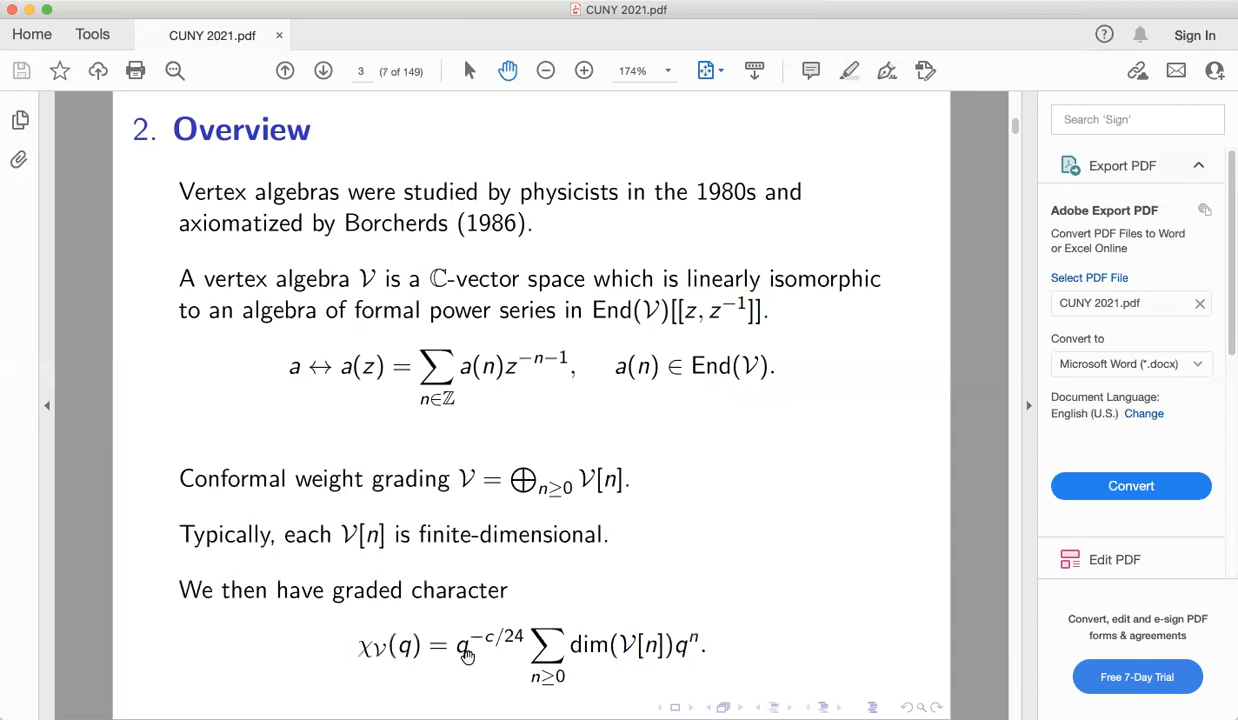 CUNY 2021.pdf
Home
Tools
CUNY 2021.pdf ×
Sign In
3 (7 of 149)
174%
2. Overview
Vertex algebras were studied by physicists in the 1980s and
axiomatized by Borcherds (1986).
A vertex algebra 𝒱 is a ℂ-vector space which is linearly isomorphic
to an algebra of formal power series in End(𝒱)[[z, z⁻¹]].
a ↔ a(z) = ∑_{n∈ℤ} a(n)z^{−n−1}, a(n) ∈ End(𝒱).
Conformal weight grading 𝒱 = ⊕_{n≥0} 𝒱[n].
Typically, each 𝒱[n] is finite-dimensional.
We then have graded character
χ_𝒱(q) = q^{−c/24} ∑_{n≥0} dim(𝒱[n])qⁿ.
Search 'Sign'
Export PDF
Adobe Export PDF
Convert PDF Files to Word
or Excel Online
Select PDF File
CUNY 2021.pdf
Convert to
Microsoft Word (*.docx)
Document Language:
English (U.S.) Change
Convert
Edit PDF
Convert, edit and e-sign PDF
forms & agreements
Free 7-Day Trial